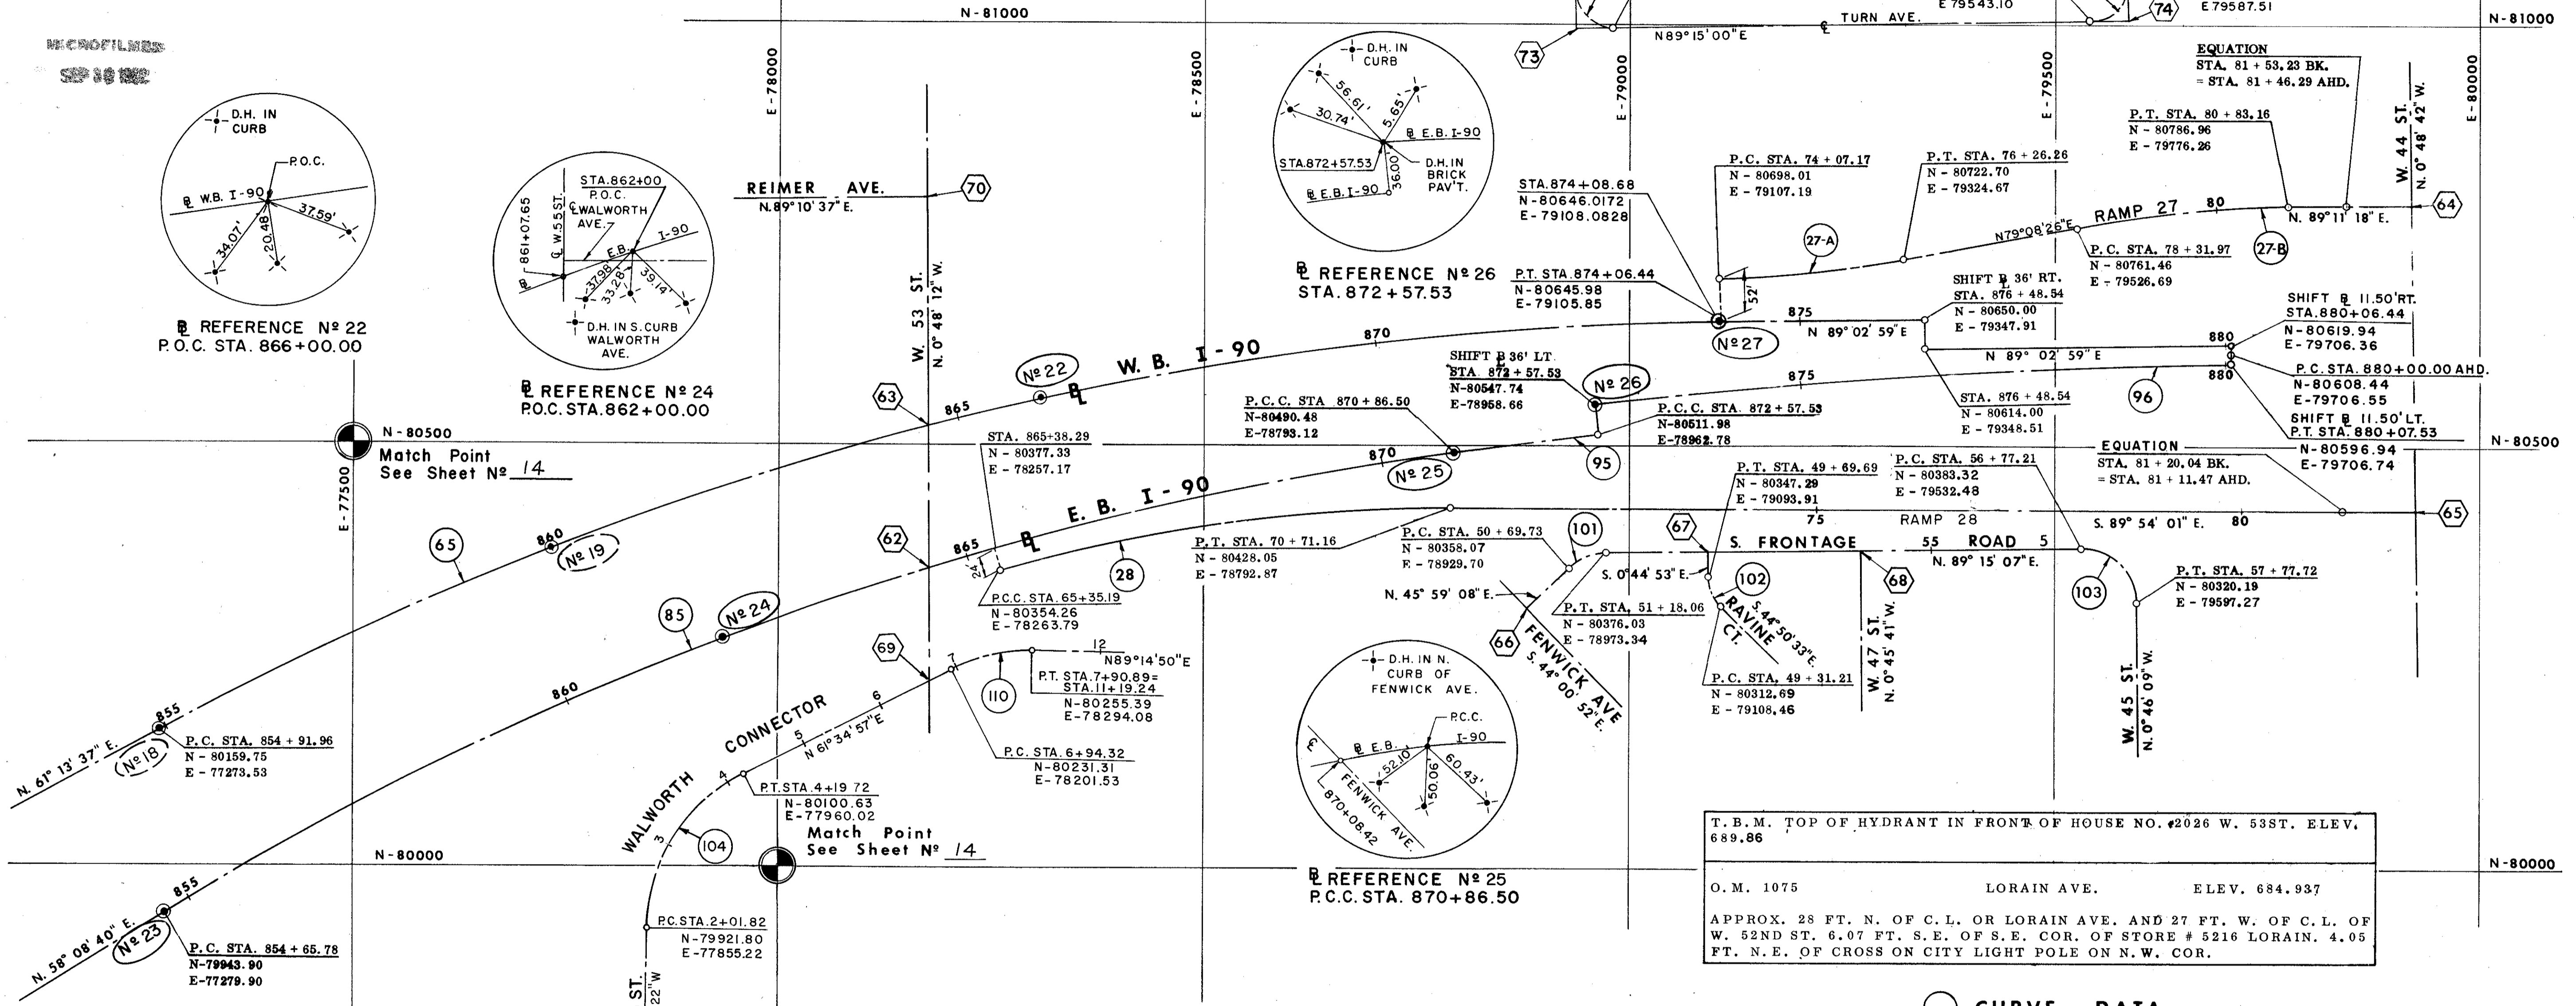 N-81000
E 79543.10
E 79587.51
TURN AVE.
74
N-81000
N89°15'00"E
℄
73
MICROFILMED
SEP 30 1982
E-78000
E-78500
E-79000
E-79500
E-80000
D.H. IN
CURB
P.O.C.
℄ W.B. I-90
34.07'
20.48'
37.59'
REFERENCE Nº 22
P.O.C. STA. 866+00.00
861+07.65
℄ W. 55 ST.
STA. 862+00
P.O.C.
℄WALWORTH
AVE.
E.B.
I-90
37.98'
33.28'
39.14'
D.H. IN S. CURB
WALWORTH
AVE.
REFERENCE Nº 24
P.O.C. STA. 862+00.00
REIMER AVE.
N. 89°10'37"E.
70
W. 53 ST.
N. 0° 48' 12" W.
D.H. IN
CURB
56.61'
30.74'
5.65'
E.B. I-90
STA. 872+57.53
36.00'
E.B. I-90
D.H. IN
BRICK
PAV'T.
REFERENCE Nº 26
STA. 872+57.53
STA. 874+08.68
N-80646.0172
E-79108.0828
P.T. STA. 874+06.44
N-80645.98
E-79105.85
P.C. STA. 74 + 07.17
N - 80698.01
E - 79107.19
P.T. STA. 76 + 26.26
N - 80722.70
E - 79324.67
EQUATION
STA. 81 + 53.23 BK.
= STA. 81 + 46.29 AHD.
P.T. STA. 80 + 83.16
N - 80786.96
E - 79776.26
W. 44 ST.
N. 0° 48' 42" W.
64
27-A
N79°08'26"E
RAMP 27
80
N. 89° 11' 18" E.
27-B
P.C. STA. 78 + 31.97
N - 80761.46
E - 79526.69
52'
Nº 27
875
N 89° 02' 59"E
SHIFT 36' RT.
STA. 876 + 48.54
N - 80650.00
E - 79347.91
SHIFT 11.50' RT.
STA. 880+06.44
N-80619.94
E-79706.36
880
N 89° 02' 59"E
P.C. STA. 880+00.00 AHD.
N-80608.44
E-79706.55
880
SHIFT 11.50' LT.
P.T. STA. 880+07.53
N-80596.94
E-79706.74
STA. 876 + 48.54
N - 80614.00
E - 79348.51
96
875
W. B. I-90
870
Nº 22
865
63
SHIFT 36' LT.
STA. 872 + 57.53
N-80547.74
E-78958.66
Nº 26
P.C.C. STA 870+86.50
N-80490.48
E-78793.12
P.C.C. STA. 872+57.53
N-80511.98
E-78962.78
95
870
Nº 25
N-80500
Match Point
See Sheet Nº 14
E-77500
N-80500
STA. 865+38.29
N - 80377.33
E - 78257.17
E. B. I-90
865
62
24'
P.C.C. STA. 65+35.19
N-80354.26
E-78263.79
28
P.T. STA. 70 + 71.16
N - 80428.05
E - 78792.87
75
RAMP 28
S. 89° 54' 01" E.
80
65
EQUATION
STA. 81 + 20.04 BK.
= STA. 81 + 11.47 AHD.
P.T. STA. 49 + 69.69
N - 80347.29
E - 79093.91
P.C. STA. 56 + 77.21
N - 80383.32
E - 79532.48
P.C. STA. 50 + 69.73
N - 80358.07
E - 78929.70
101
67
S. FRONTAGE ROAD 5
55
N. 89° 15' 07"E.
S. 0°44' 53"E.
102
68
N. 45° 59' 08"E.
66
P.T. STA. 51 + 18.06
N - 80376.03
E - 78973.34
FENWICK AVE
S. 44° 00' 52"E.
RAVINE
CT.
S. 44° 50' 33"E.
W. 47 ST.
N. 0° 45' 41" W.
P.C. STA. 49 + 31.21
N - 80312.69
E - 79108.46
103
P.T. STA. 57 + 77.72
N - 80320.19
E - 79597.27
W. 45 ST.
N. 0° 46' 09" W.
65
860
Nº 19
85
Nº 24
860
855
N. 61° 13' 37" E.
Nº 18
P.C. STA. 854 + 91.96
N - 80159.75
E - 77273.53
69
7
12
N89°14'50"E
110
P.T. STA. 7+90.89=
STA. 11+19.24
N-80255.39
E-78294.08
6
5
N 61° 34' 57"E
P.C. STA. 6+94.32
N-80231.31
E-78201.53
WALWORTH CONNECTOR
4
3
104
P.T. STA. 4+19.72
N-80100.63
E-77960.02
Match Point
See Sheet Nº 14
N-80000
855
N. 58° 08' 40" E.
Nº 23
P.C. STA. 854 + 65.78
N-79943.90
E-77279.90
P.C. STA. 2+01.82
N-79921.80
E-77855.22
ST.
22"W
D.H. IN N.
CURB OF
FENWICK AVE.
P.C.C.
℄
E.B.
I-90
52.10'
50.06'
60.43'
870+08.42
FENWICK AVE.
REFERENCE Nº 25
P.C.C. STA. 870+86.50
T.B.M. TOP OF HYDRANT IN FRONT OF HOUSE NO. #2026 W. 53ST. ELEV.
689.86
O.M. 1075 LORAIN AVE. ELEV. 684.937
APPROX. 28 FT. N. OF C.L. OR LORAIN AVE. AND 27 FT. W. OF C.L. OF
W. 52ND ST. 6.07 FT. S.E. OF S.E. COR. OF STORE # 5216 LORAIN. 4.05
FT. N.E. OF CROSS ON CITY LIGHT POLE ON N.W. COR.
N-80000
CURVE DATA